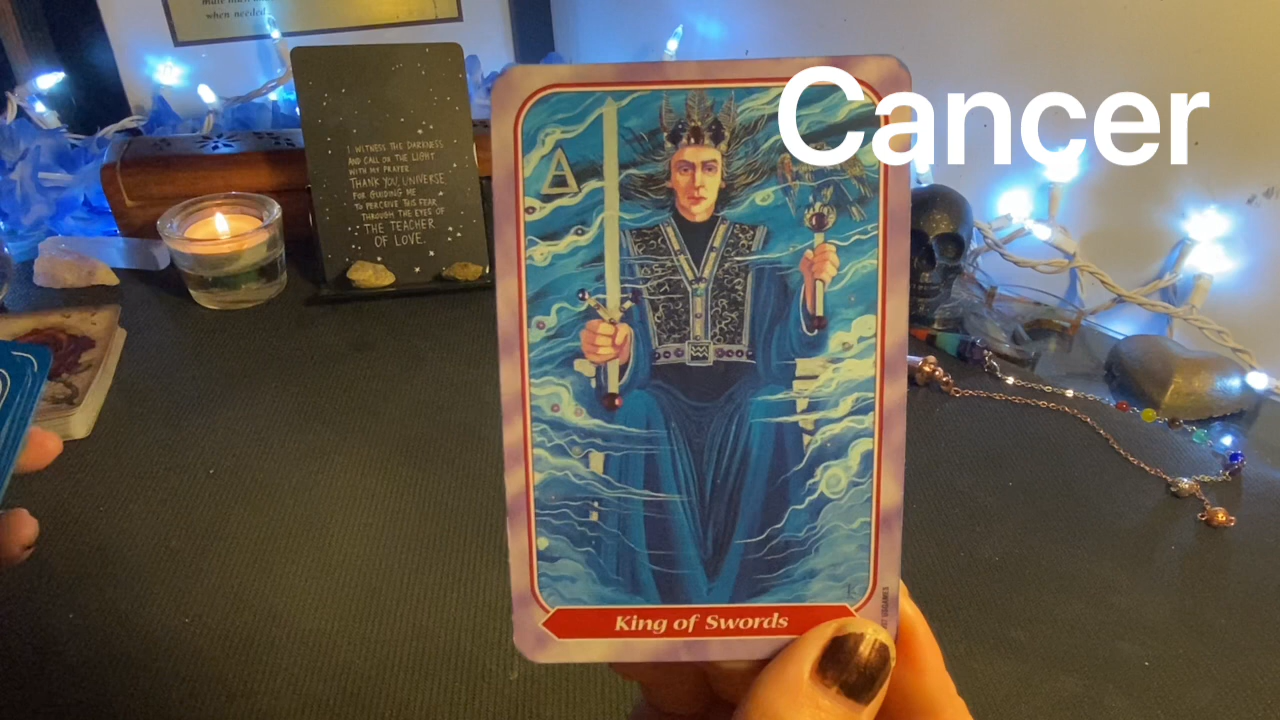 when needed.
Cancer
I WITNESS THE DARKNESS
AND CALL ON THE LIGHT
WITH MY PRAYER
THANK YOU, UNIVERSE
FOR GUIDING ME
TO PERCEIVE THIS FEAR
THROUGH THE EYES OF
THE TEACHER
OF LOVE.
King of Swords